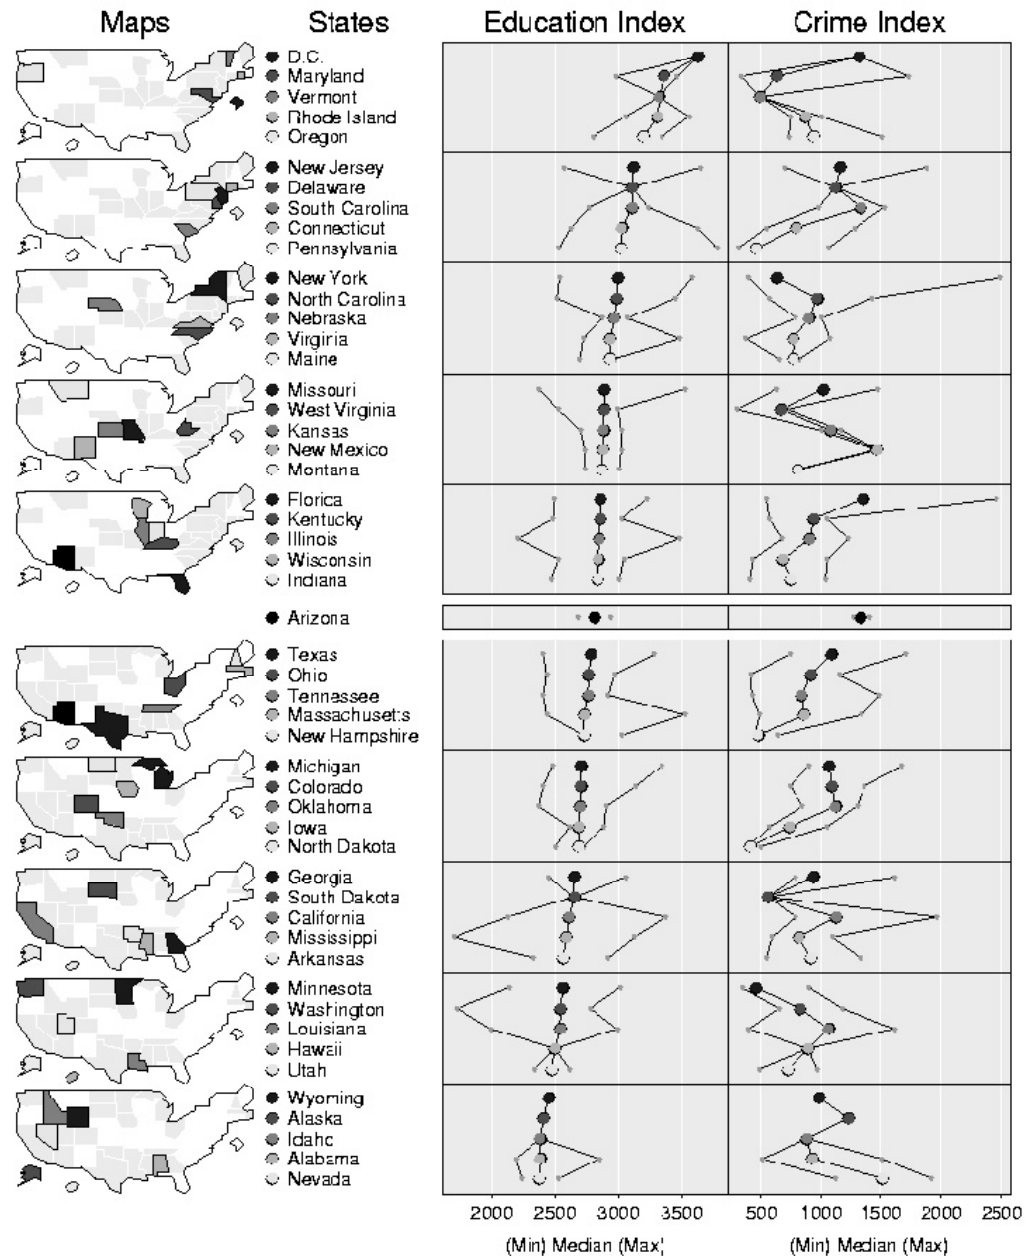 Maps States Education Index Crime Index
D.C.
Maryland
Vermont
Rhode Island
Oregon
New Jersey
Delaware
South Carolina
Connecticut
Pennsylvania
New York
North Carolina
Nebraska
Virginia
Maine
Missouri
West Virginia
Kansas
New Mexico
Montana
Florica
Kentucky
Illinois
Wisconsin
Indiana
Arizona
Texas
Ohio
Tennessee
Massachusetts
New Hampshire
Michigan
Colorado
Oklahoma
Iowa
North Dakota
Georgia
South Dakota
California
Mississippi
Arkansas
Minnesota
Washington
Louisiana
Hawaii
Utah
Wyoming
Alaska
Idaho
Alabama
Nevada
2000 2500 3000 3500 500 1000 1500 2000 2500
(Min) Median (Max) (Min) Median (Max)